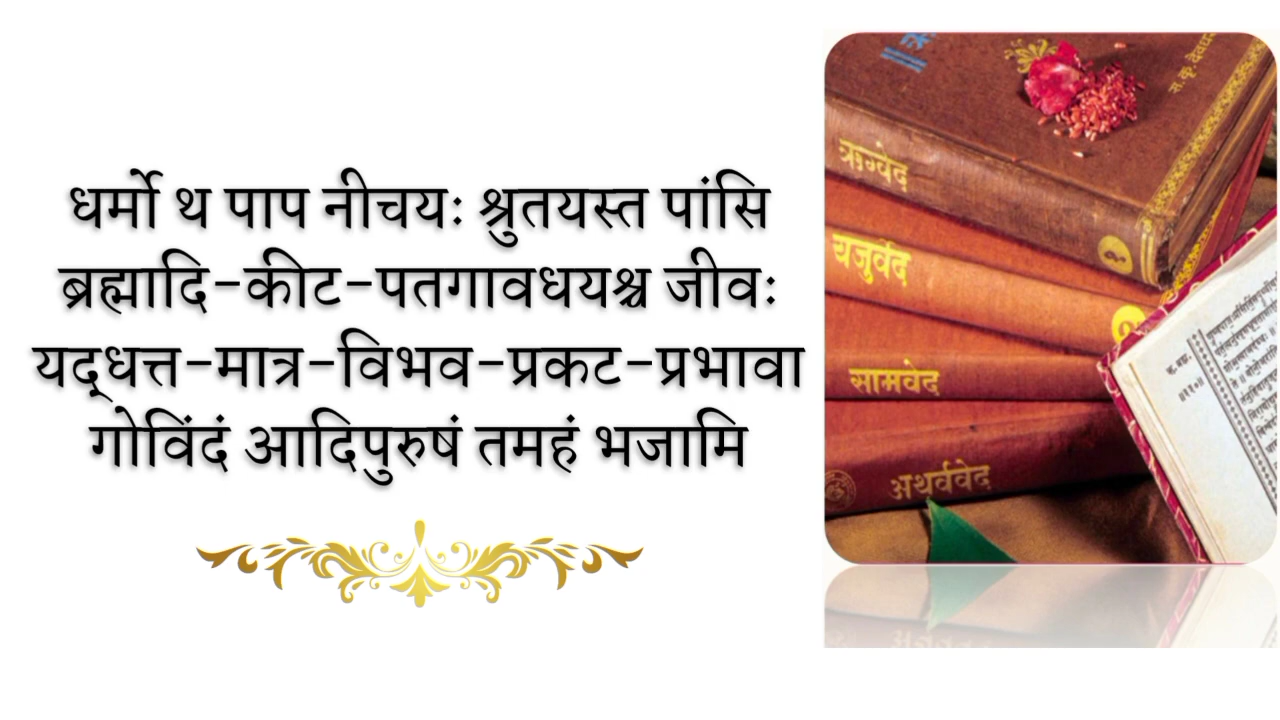 धर्मो थ पाप नीचयः श्रुतयस्त पांसि
ब्रह्मादि-कीट-पतगावधयश्च जीवः
यद्धत्त-मात्र-विभव-प्रकट-प्रभावा
गोविंदं आदिपुरुषं तमहं भजामि
ऋग्वेद
यजुर्वेद
सामवेद
अथर्ववेद